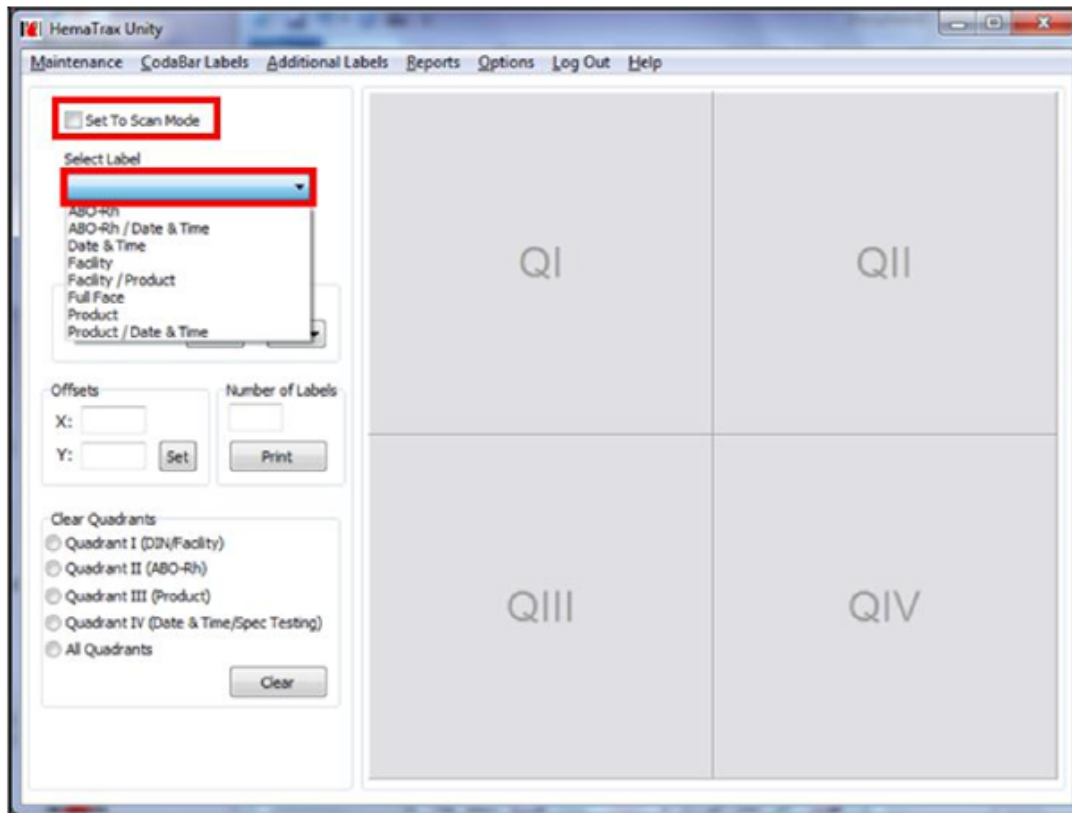 HemaTrax Unity
Maintenance CodaBar Labels Additional Labels Reports Options Log Out Help
Set To Scan Mode
Select Label
ABO-Rh
ABO-Rh / Date & Time
Date & Time
Facility
Facility / Product
Full Face
Product
Product / Date & Time
Offsets
X:
Y:
Set
Number of Labels
Print
Clear Quadrants
Quadrant I (DIN/Facility)
Quadrant II (ABO-Rh)
Quadrant III (Product)
Quadrant IV (Date & Time/Spec Testing)
All Quadrants
Clear
QI
QII
QIII
QIV